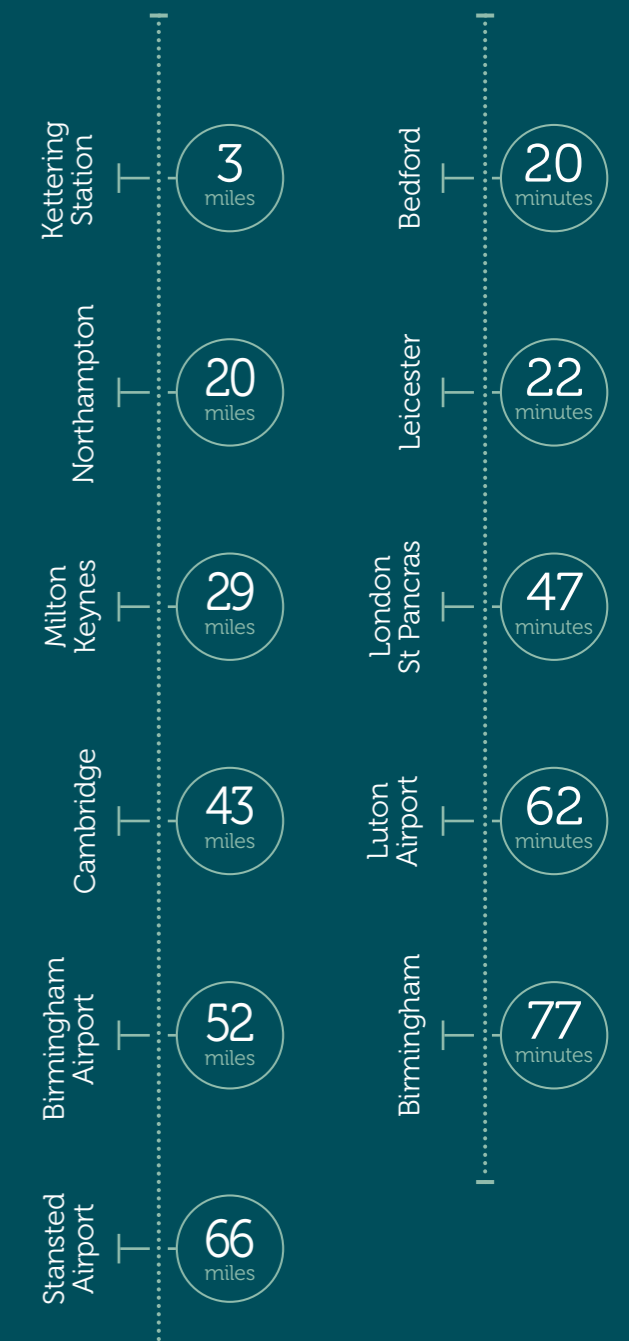 Kettering
Station
3
miles
Northampton
20
miles
Milton
Keynes
29
miles
Cambridge
43
miles
Birmingham
Airport
52
miles
Stansted
Airport
66
miles
Bedford
20
minutes
Leicester
22
minutes
London
St Pancras
47
minutes
Luton
Airport
62
minutes
Birmingham
77
minutes